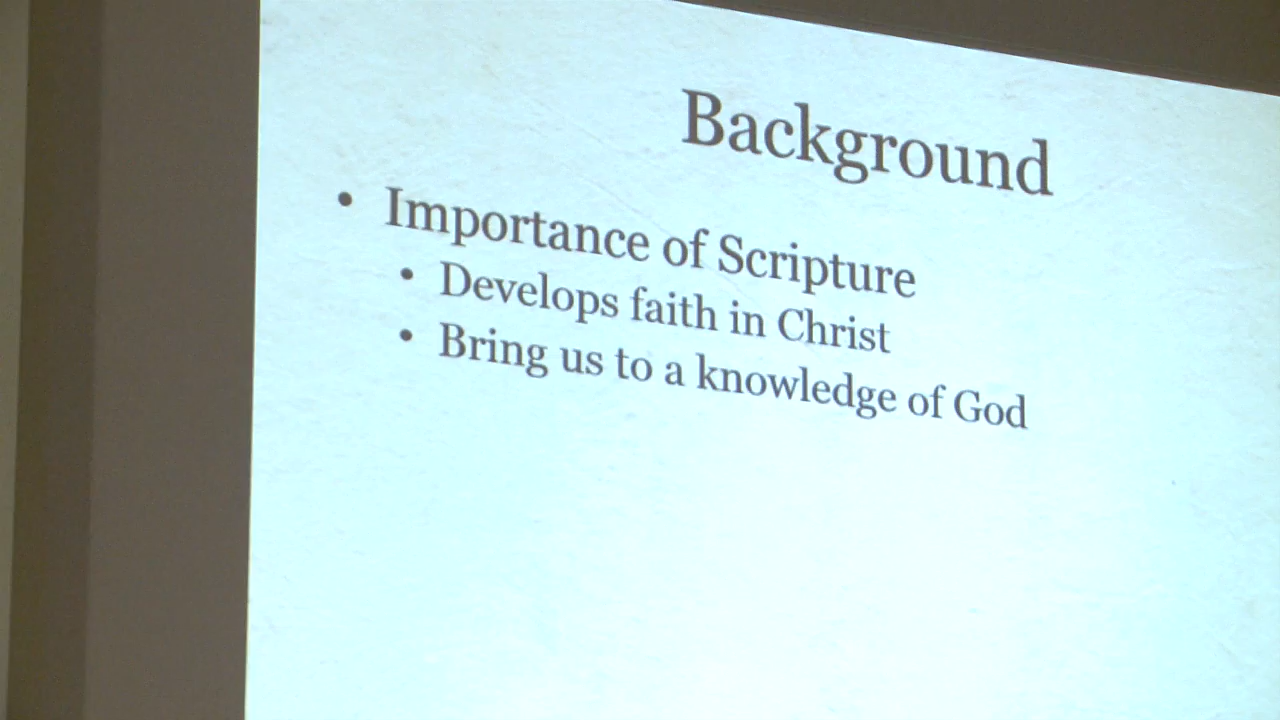 Background
• Importance of Scripture
• Develops faith in Christ
• Bring us to a knowledge of God